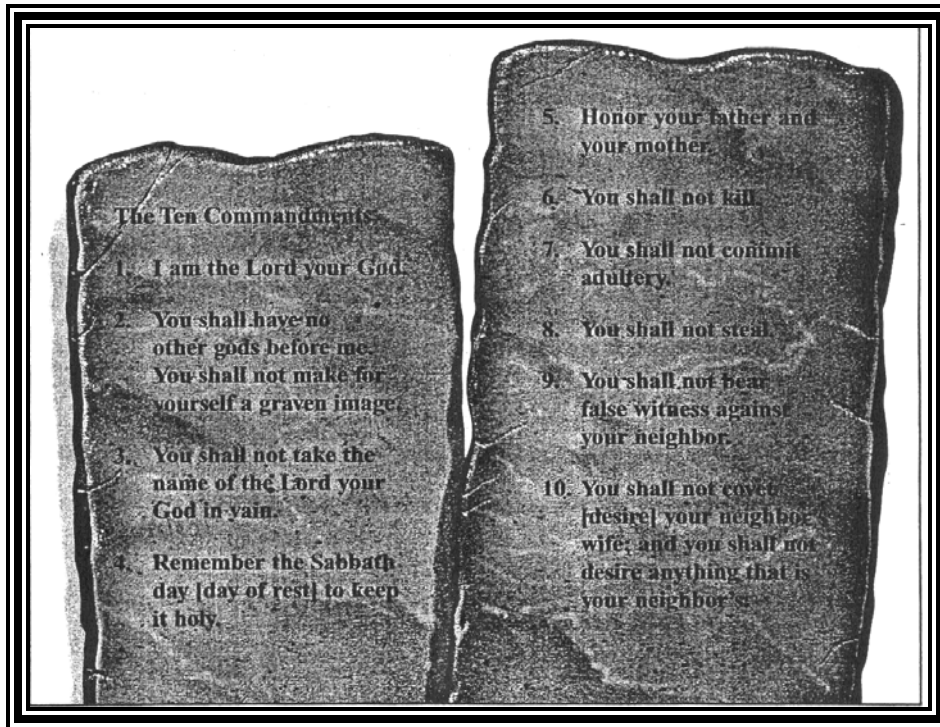 The Ten Commandments
1. I am the Lord your God.
2. You shall have no
other gods before me.
You shall not make for
yourself a graven image.
3. You shall not take the
name of the Lord your
God in vain.
4. Remember the Sabbath
day [day of rest] to keep
it holy.
5. Honor your father and
your mother.
6. You shall not kill.
7. You shall not commit
adultery.
8. You shall not steal.
9. You shall not bear
false witness against
your neighbor.
10. You shall not covet
[desire] your neighbor
wife; and you shall not
desire anything that is
your neighbor's.